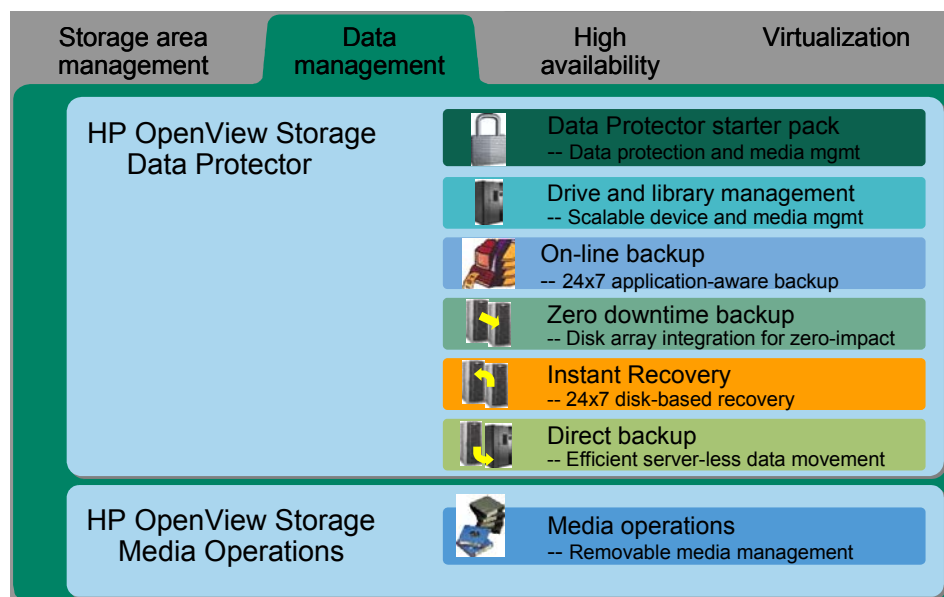 Storage area
management
Data
management
High
availability
Virtualization
HP OpenView Storage
Data Protector
Data Protector starter pack
-- Data protection and media mgmt
Drive and library management
-- Scalable device and media mgmt
On-line backup
-- 24x7 application-aware backup
Zero downtime backup
-- Disk array integration for zero-impact
Instant Recovery
-- 24x7 disk-based recovery
Direct backup
-- Efficient server-less data movement
HP OpenView Storage
Media Operations
Media operations
-- Removable media management